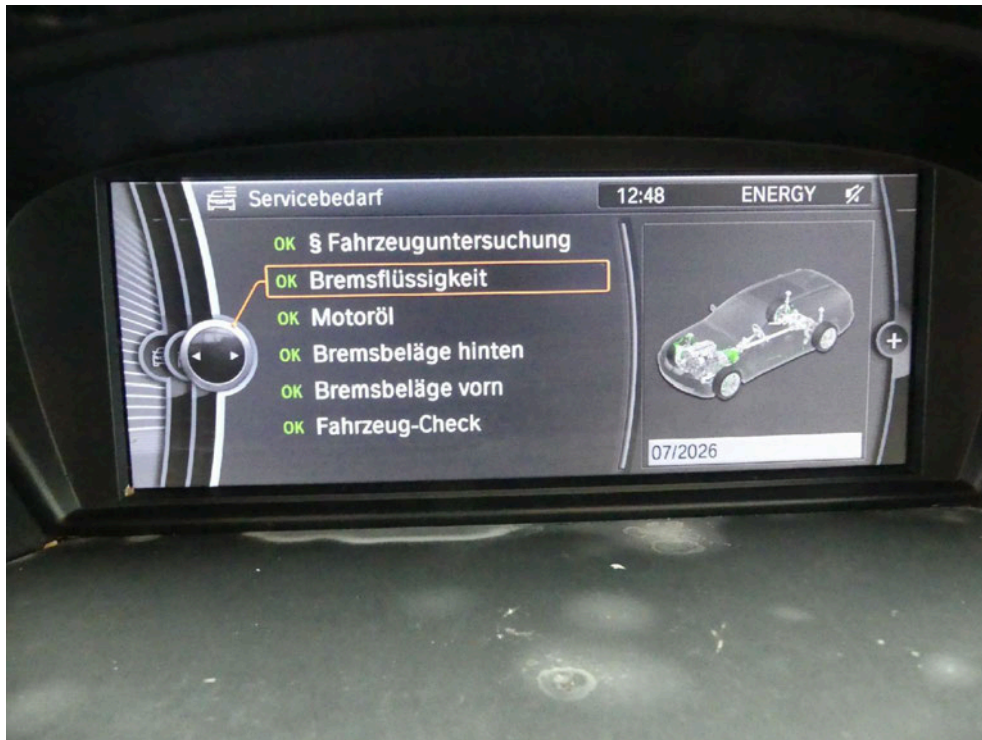 Servicebedarf 12:48 ENERGY
OK § Fahrzeuguntersuchung
OK Bremsflüssigkeit
OK Motoröl
OK Bremsbeläge hinten
OK Bremsbeläge vorn
OK Fahrzeug-Check
07/2026
+